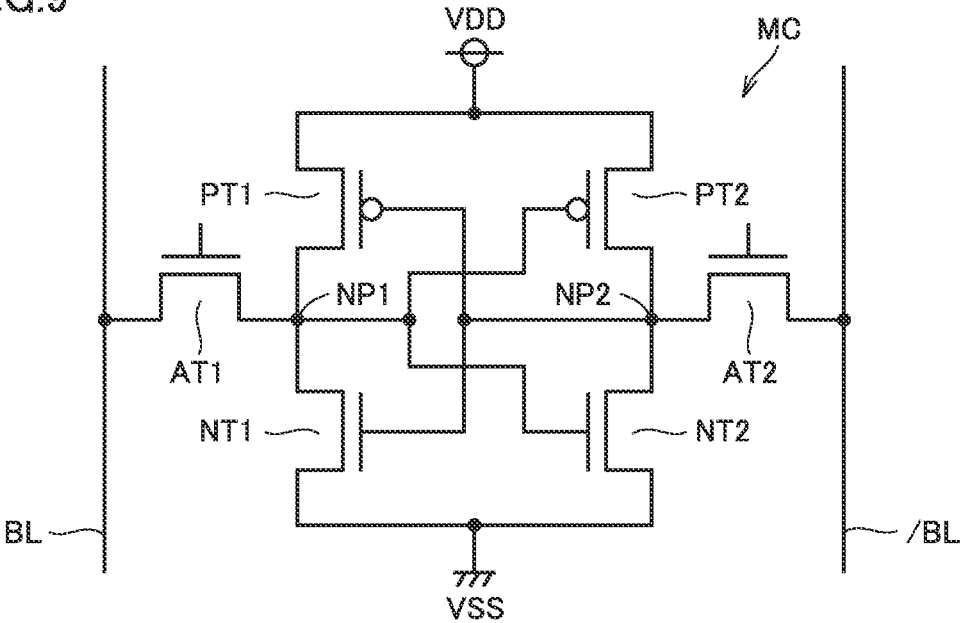 VDD
MC
PT1
PT2
NP1
NP2
AT1
AT2
NT1
NT2
BL
/BL
VSS